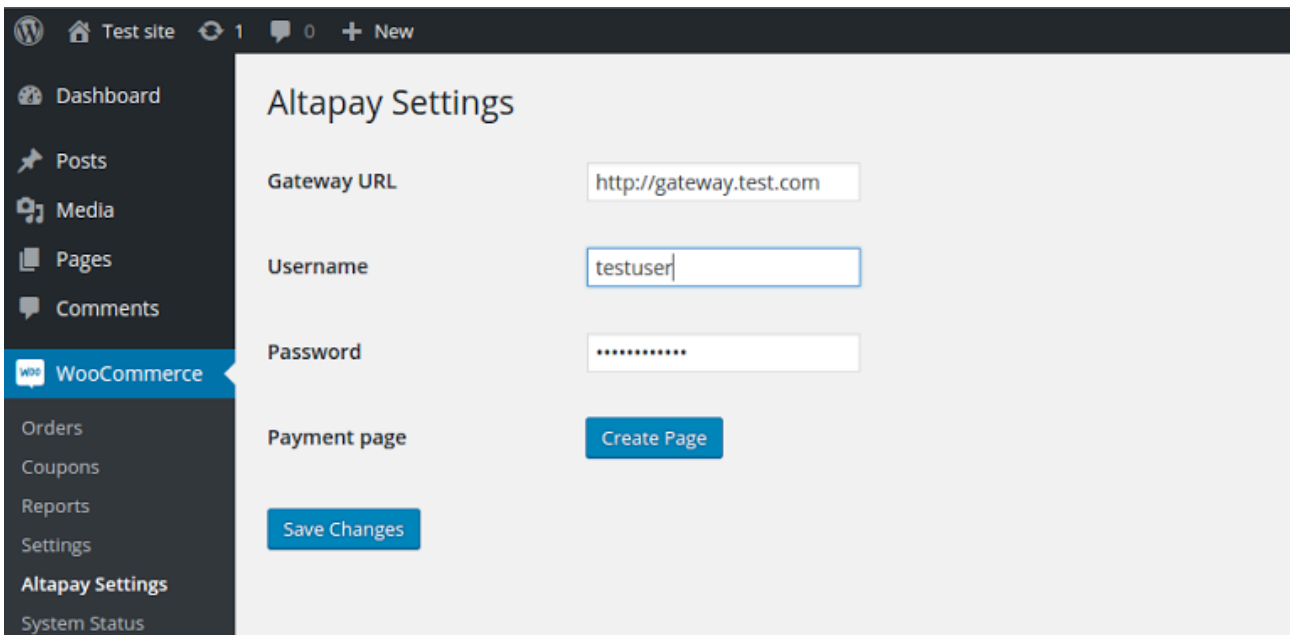 Test site 1 0 New
Dashboard
Posts
Media
Pages
Comments
WOO WooCommerce
Orders
Coupons
Reports
Settings
Altapay Settings
System Status
Altapay Settings
Gateway URL http://gateway.test.com
Username testuser
Password ••••••••••••
Payment page Create Page
Save Changes